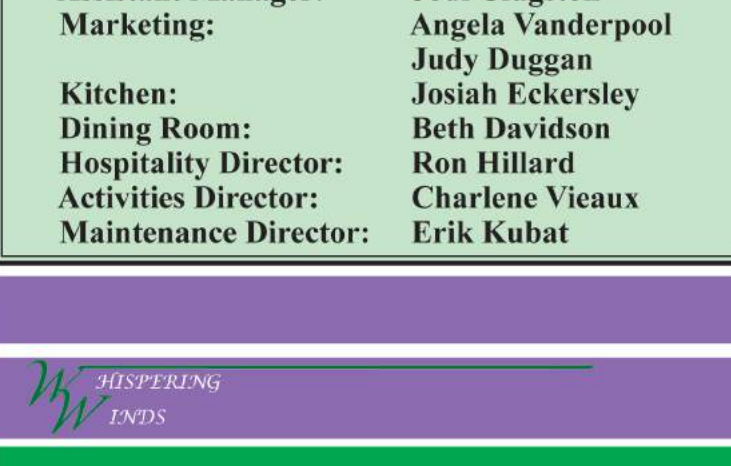 Marketing: Angela Vanderpool
Judy Duggan
Kitchen: Josiah Eckersley
Dining Room: Beth Davidson
Hospitality Director: Ron Hillard
Activities Director: Charlene Vieaux
Maintenance Director: Erik Kubat
WHISPERING
WINDS